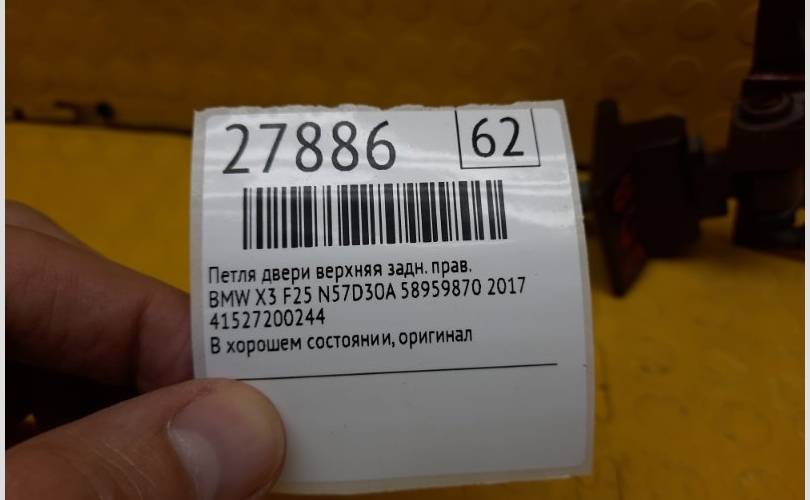 27886 62
Петля двери верхняя задн. прав.
BMW X3 F25 N57D30A 58959870 2017
41527200244
В хорошем состоянии, оригинал